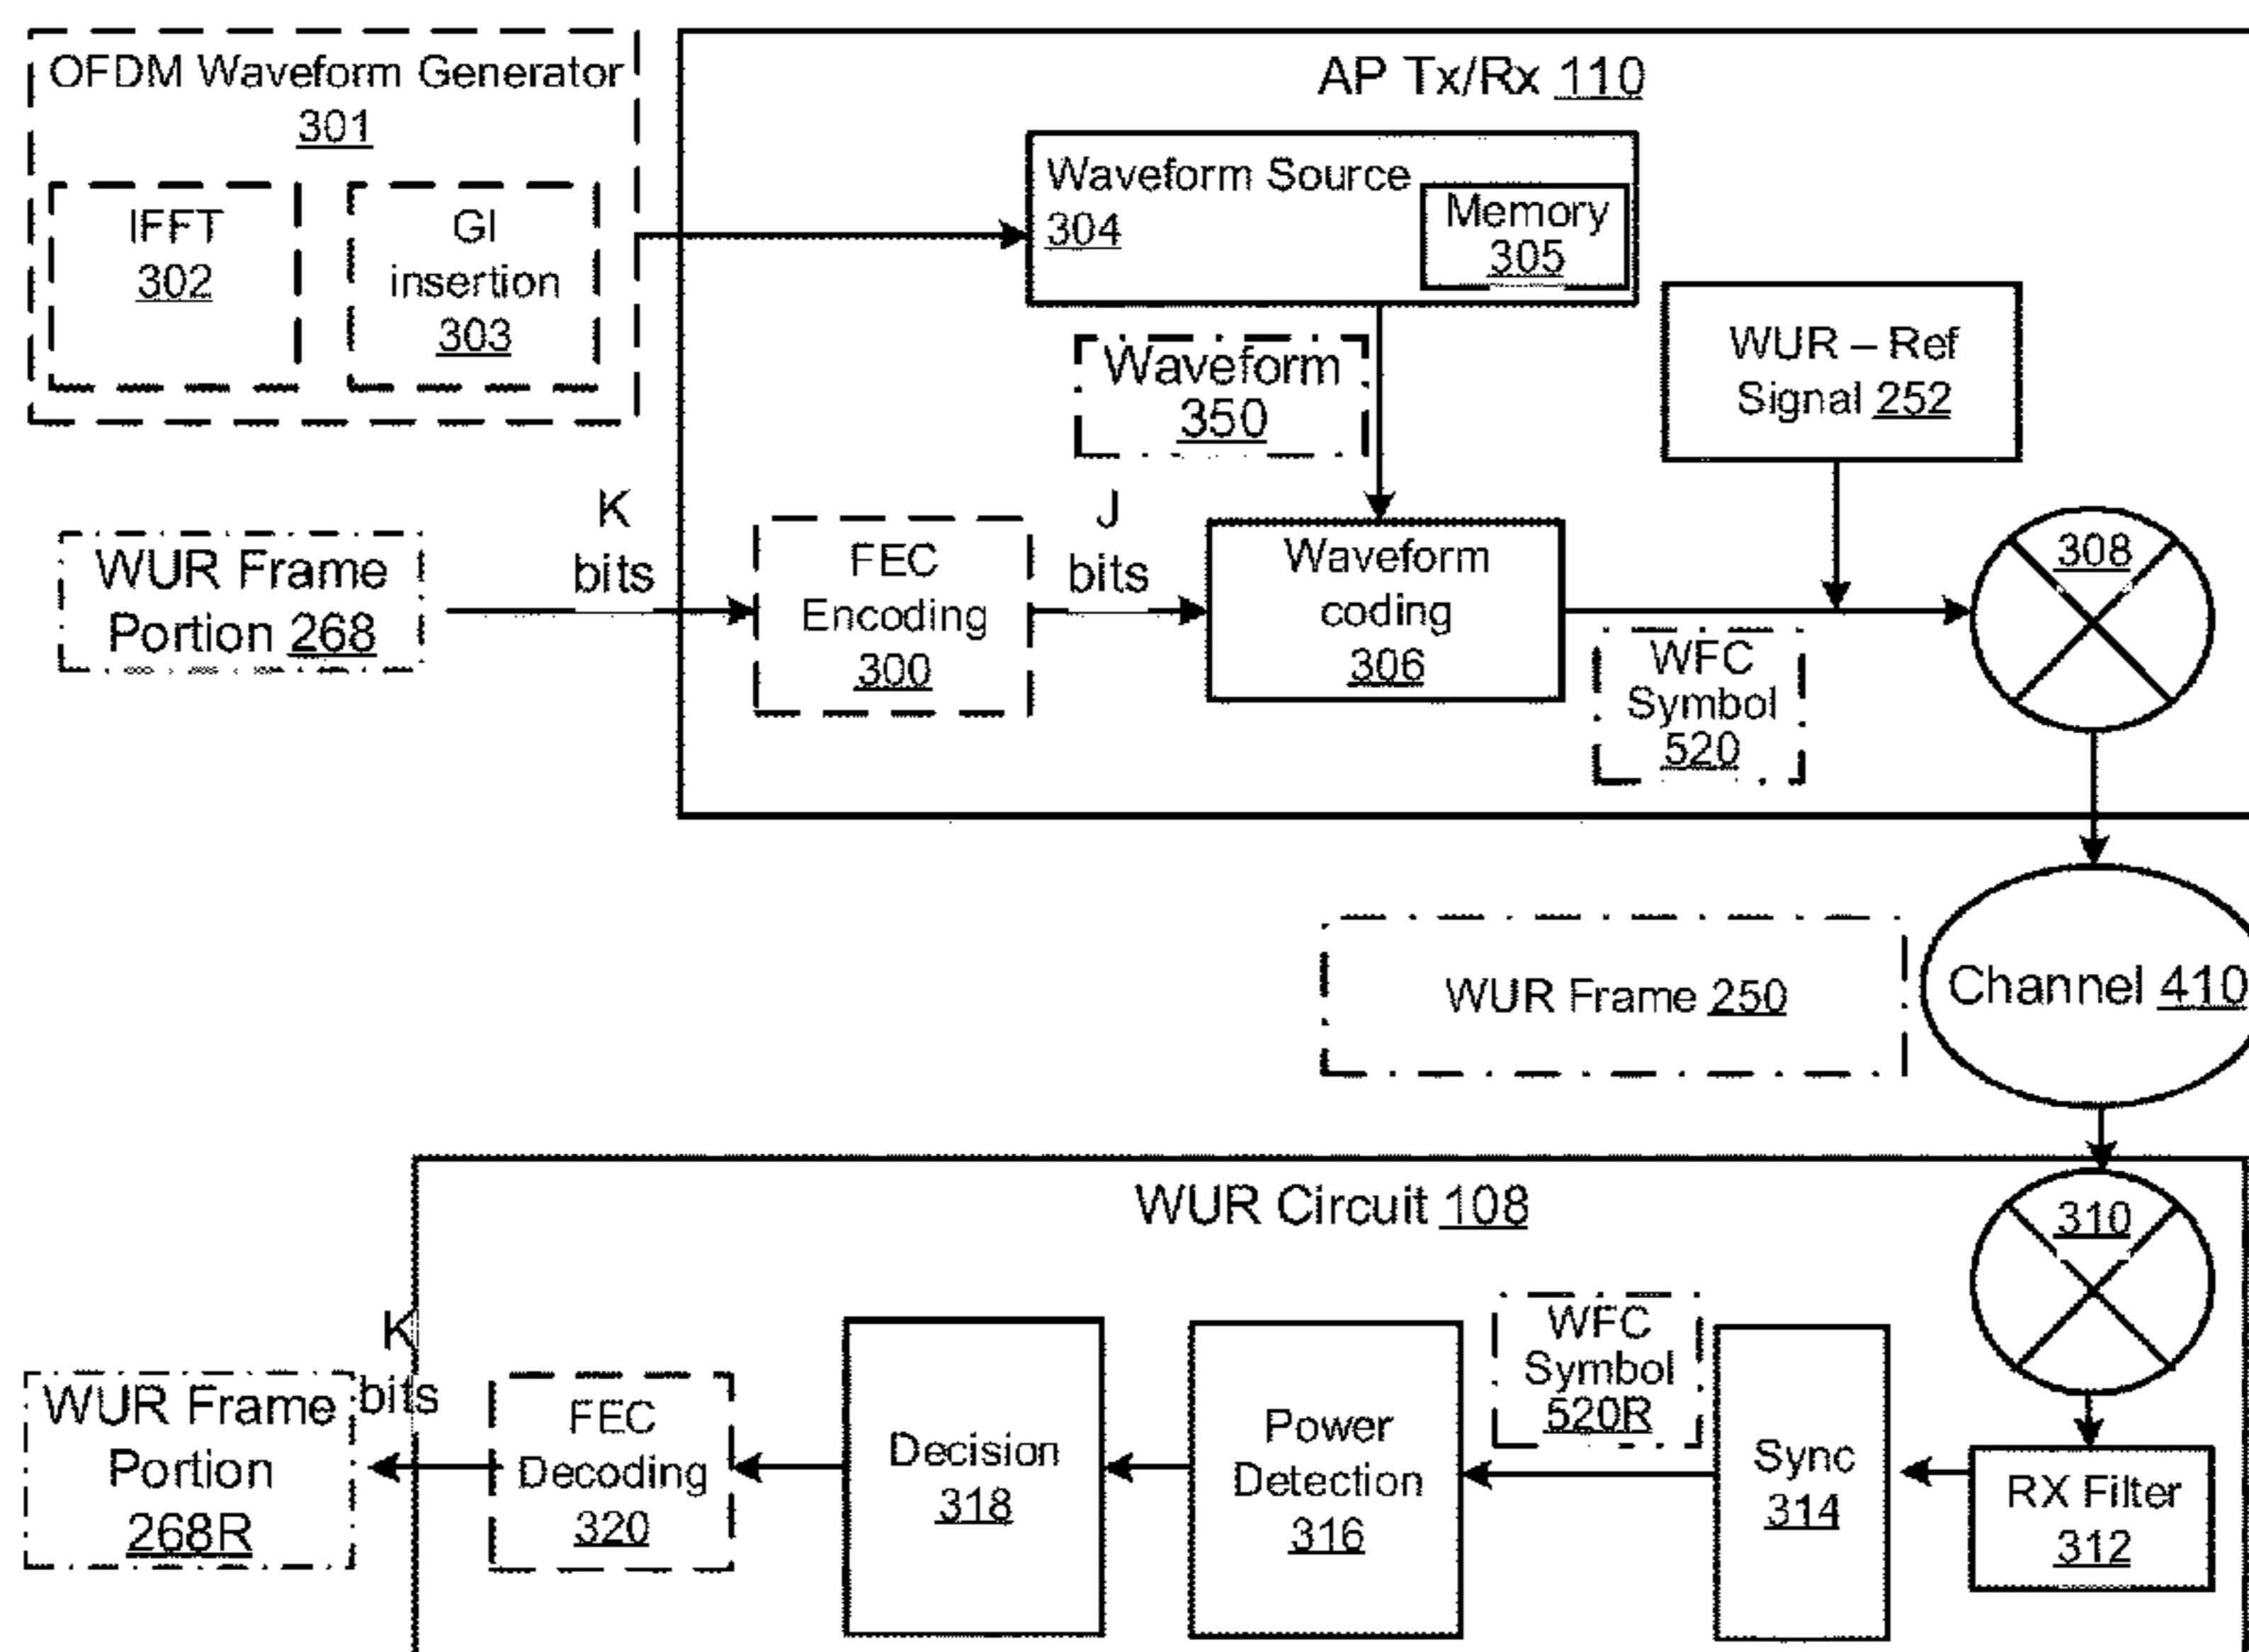 OFDM Waveform Generator
301
IFFT
302
GI
insertion
303
AP Tx/Rx 110
Waveform Source
304
Memory
305
Waveform
350
WUR – Ref
Signal 252
WUR Frame
Portion 268
K
bits
FEC
Encoding
300
J
bits
Waveform
coding
306
WFC
Symbol
520
308
WUR Frame 250
Channel 410
WUR Circuit 108
310
RX Filter
312
Sync
314
WFC
Symbol
520R
Power
Detection
316
Decision
318
FEC
Decoding
320
K
bits
WUR Frame
Portion
268R